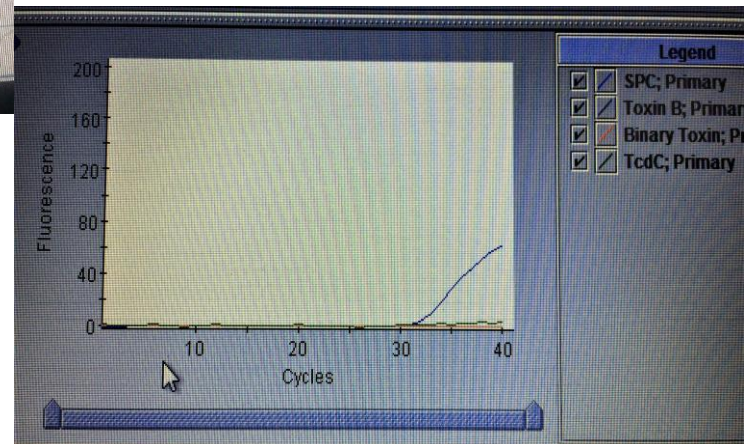 Legend
SPC; Primary
Toxin B; Primar
Binary Toxin; P
TcdC; Primary
Fluorescence
200
160
120
80
40
0
10 20 30 40
Cycles